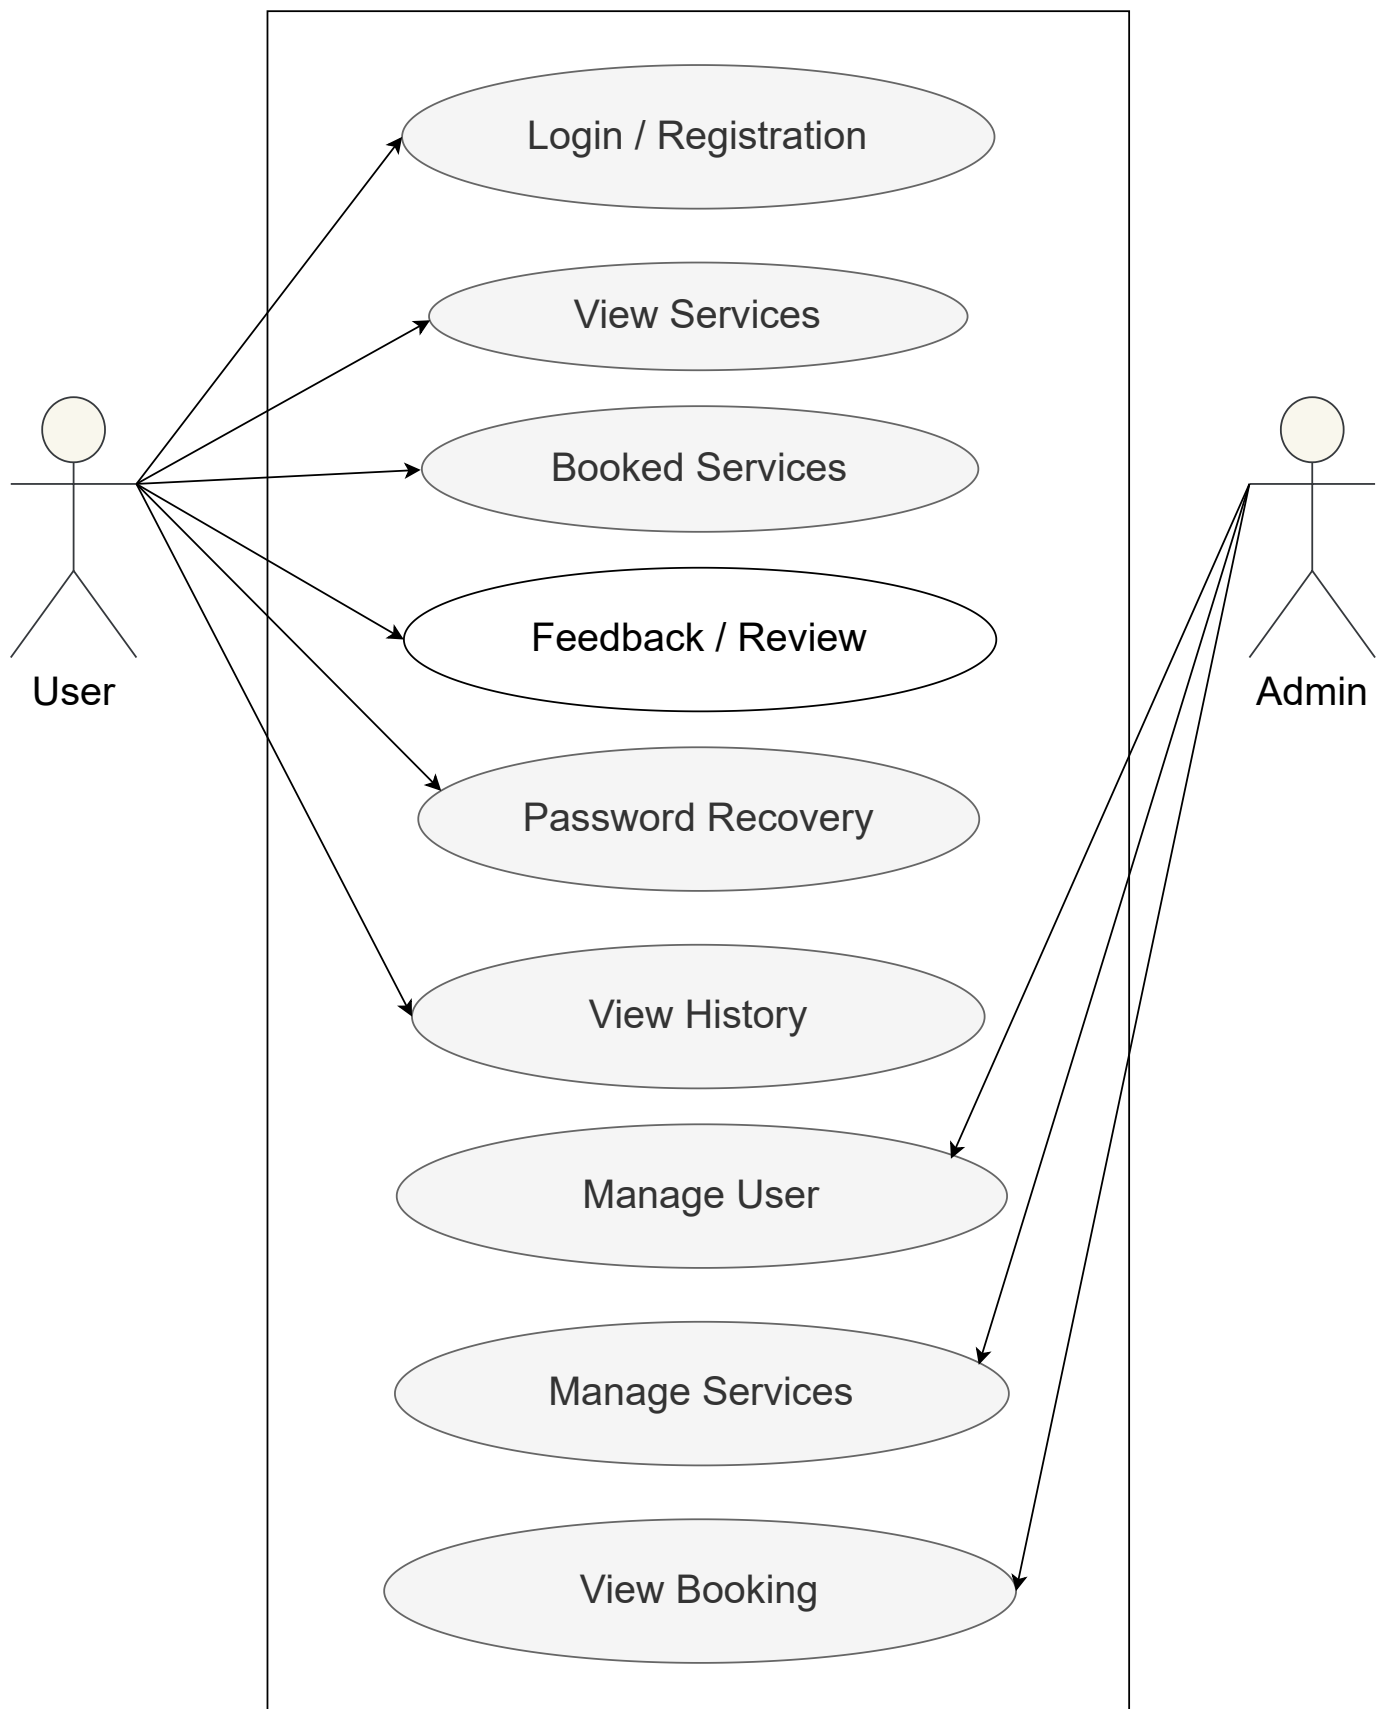 Login / Registration
View Services
Booked Services
Feedback / Review
User
Admin
Password Recovery
View History
Manage User
Manage Services
View Booking